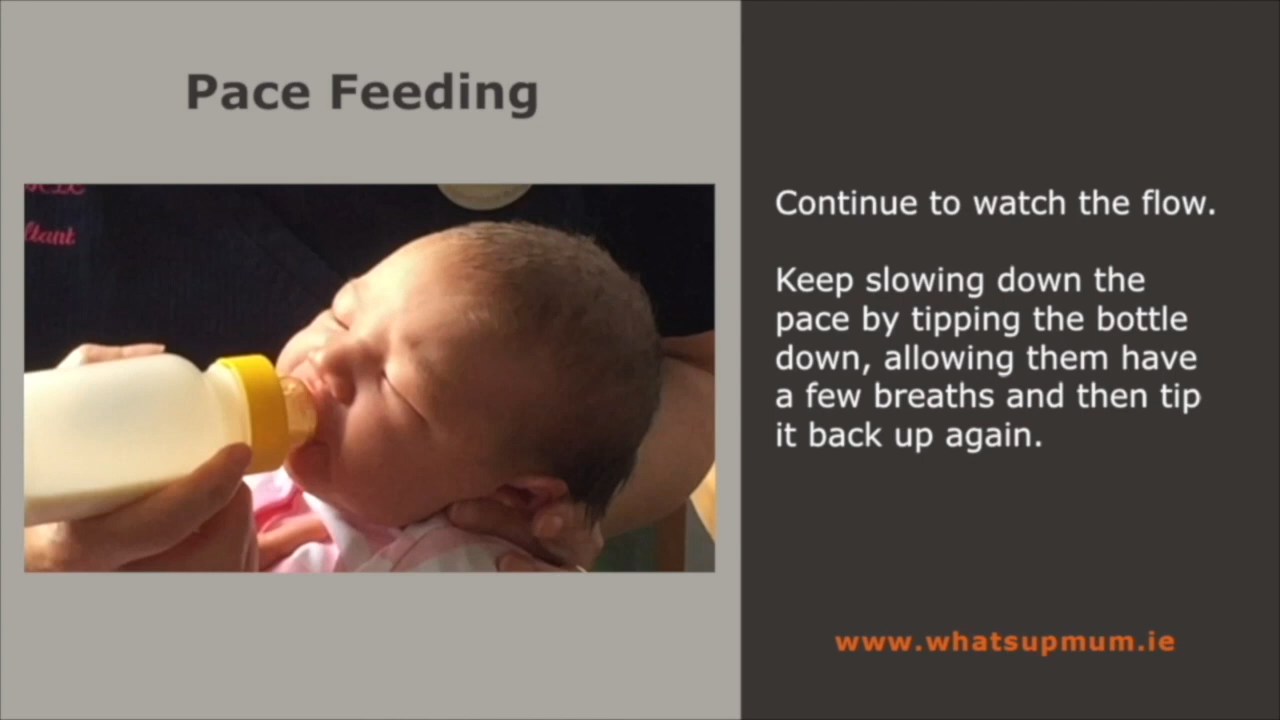 Pace Feeding
Continue to watch the flow.
Keep slowing down the
pace by tipping the bottle
down, allowing them have
a few breaths and then tip
it back up again.
www.whatsupmum.ie